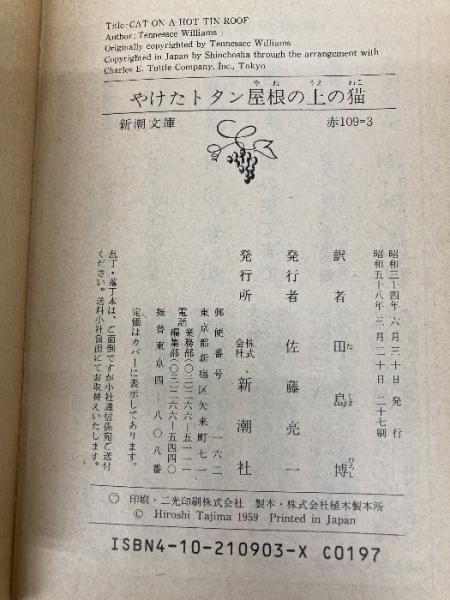 Title: CAT ON A HOT TIN ROOF
Author: Tennessee Williams
Originally copyrighted by Tennessee Williams
Copyrighted in Japan by Shinchosha through the arrangement with
Charles E. Tuttle Company, Inc., Tokyo
やけたトタン屋根の上の猫
や ね うえ ねこ
新潮文庫
赤109=3
昭和三十四年六月三十日発行
昭和五十八年三月二十日二十七刷
訳者 田島博
た じま ひろし
発行者 佐藤亮一
発行所 株式会社 新潮社
郵便番号 一六二
東京都新宿区矢来町七一
電話 業務部(〇三)二六六―五一一一
編集部(〇三)二六六―五四四〇
振替東京四―八〇八番
定価はカバーに表示してあります。
乱丁・落丁本は、ご面倒ですが小社通信係宛ご送付
ください。送料小社負担にてお取替えいたします。
印刷・二光印刷株式会社 製本・株式会社植木製本所
© Hiroshi Tajima 1959 Printed in Japan
ISBN4-10-210903-X C0197